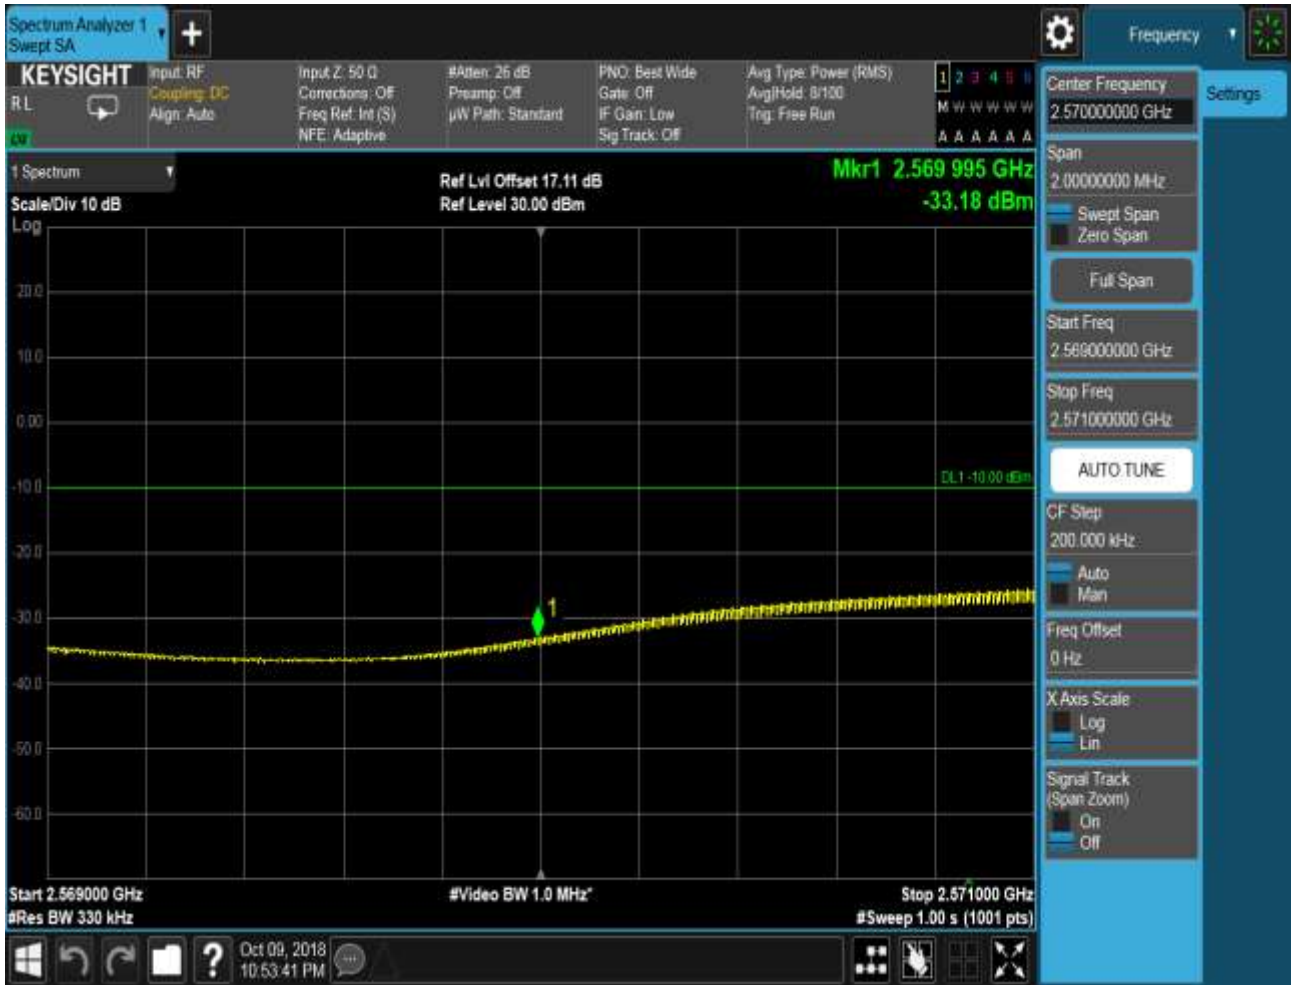 Spectrum Analyzer 1
Swept SA
Frequency
KEYSIGHT
R L
Input: RF
Coupling: DC
Align: Auto
Input Z: 50 Ω
Corrections: Off
Freq Ref: Int (S)
NFE: Adaptive
#Atten: 26 dB
Preamp: Off
µW Path: Standard
PNO: Best Wide
Gate: Off
IF Gain: Low
Sig Track: Off
Avg Type: Power (RMS)
Avg|Hold: 8/100
Trig: Free Run
1 2 3 4 5 6
M W W W W W
A A A A A A
1 Spectrum
Scale/Div 10 dB
Log
Ref Lvl Offset 17.11 dB
Ref Level 30.00 dBm
Mkr1 2.569 995 GHz
-33.18 dBm
20.0
10.0
0.00
-10.0
-20.0
-30.0
-40.0
-50.0
-60.0
DL1 -10.00 dBm
1
Start 2.569000 GHz
#Res BW 330 kHz
#Video BW 1.0 MHz*
Stop 2.571000 GHz
#Sweep 1.00 s (1001 pts)
Oct 09, 2018
10:53:41 PM
?
Center Frequency
2.570000000 GHz
Settings
Span
2.00000000 MHz
Swept Span
Zero Span
Full Span
Start Freq
2.569000000 GHz
Stop Freq
2.571000000 GHz
AUTO TUNE
CF Step
200.000 kHz
Auto
Man
Freq Offset
0 Hz
X Axis Scale
Log
Lin
Signal Track
(Span Zoom)
On
Off